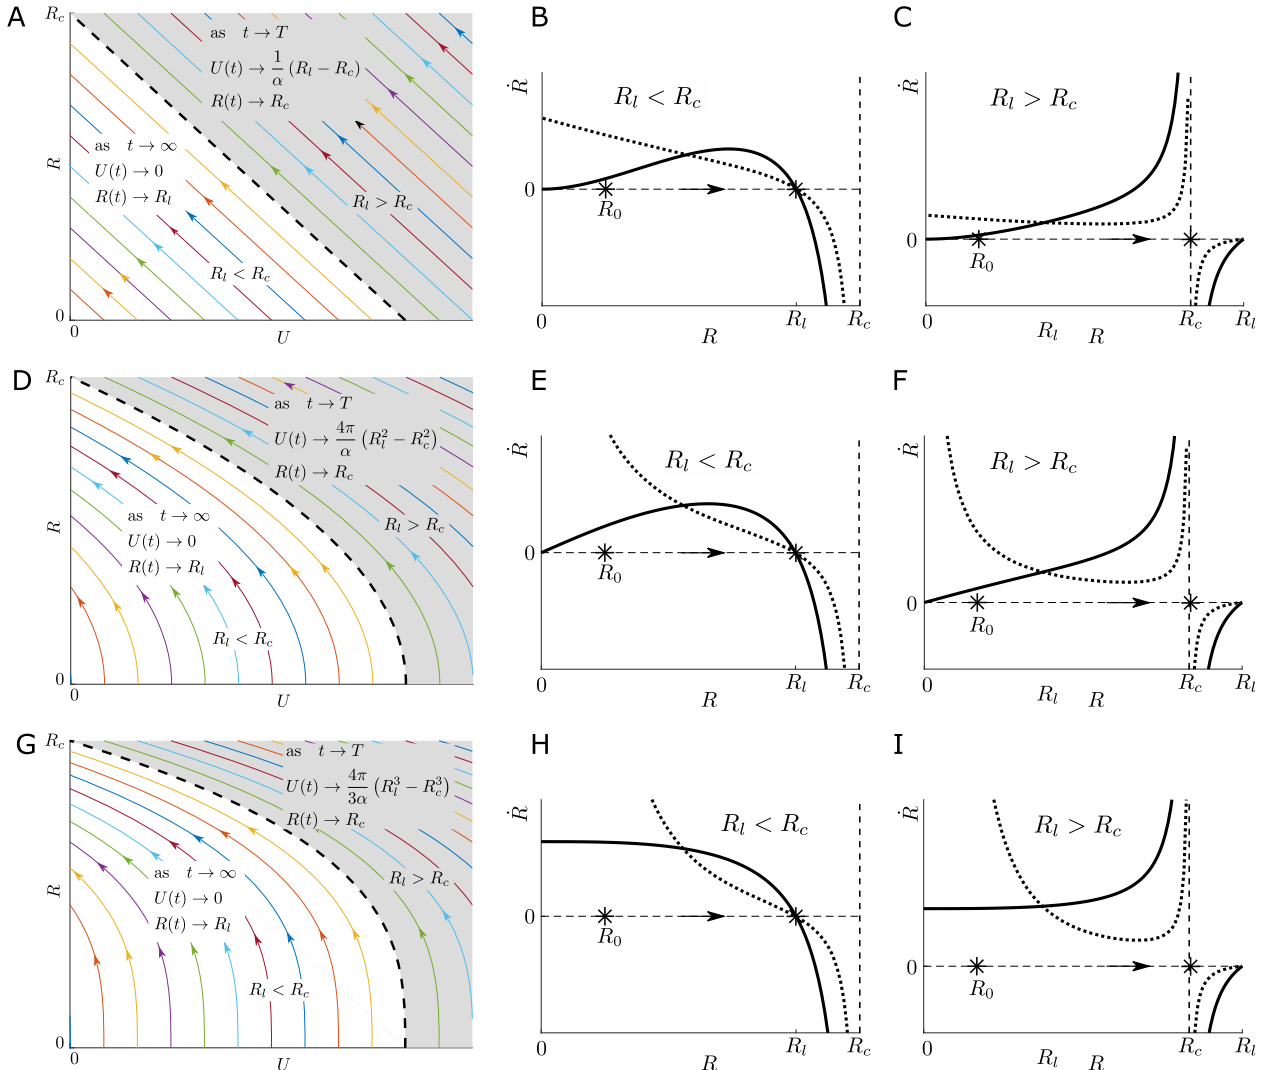 A
R_c
as t → T
U(t) → 1/α (R_l − R_c)
R(t) → R_c
as t → ∞
U(t) → 0
R(t) → R_l
R_l > R_c
R_l < R_c
R
0
0
U
B
Ṙ
R_l < R_c
0
R_0
0
R_l
R_c
R
C
Ṙ
R_l > R_c
0
R_0
0
R_l
R
R_c
R_l
D
R_c
as t → T
U(t) → 4π/α (R_l^2 − R_c^2)
R(t) → R_c
as t → ∞
U(t) → 0
R(t) → R_l
R_l > R_c
R_l < R_c
R
0
0
U
E
Ṙ
R_l < R_c
0
R_0
0
R_l
R_c
R
F
Ṙ
R_l > R_c
0
R_0
0
R_l
R
R_c
R_l
G
R_c
as t → T
U(t) → 4π/3α (R_l^3 − R_c^3)
R(t) → R_c
as t → ∞
U(t) → 0
R(t) → R_l
R_l > R_c
R_l < R_c
R
0
0
U
H
Ṙ
R_l < R_c
0
R_0
0
R_l
R_c
R
I
Ṙ
R_l > R_c
0
R_0
0
R_l
R
R_c
R_l